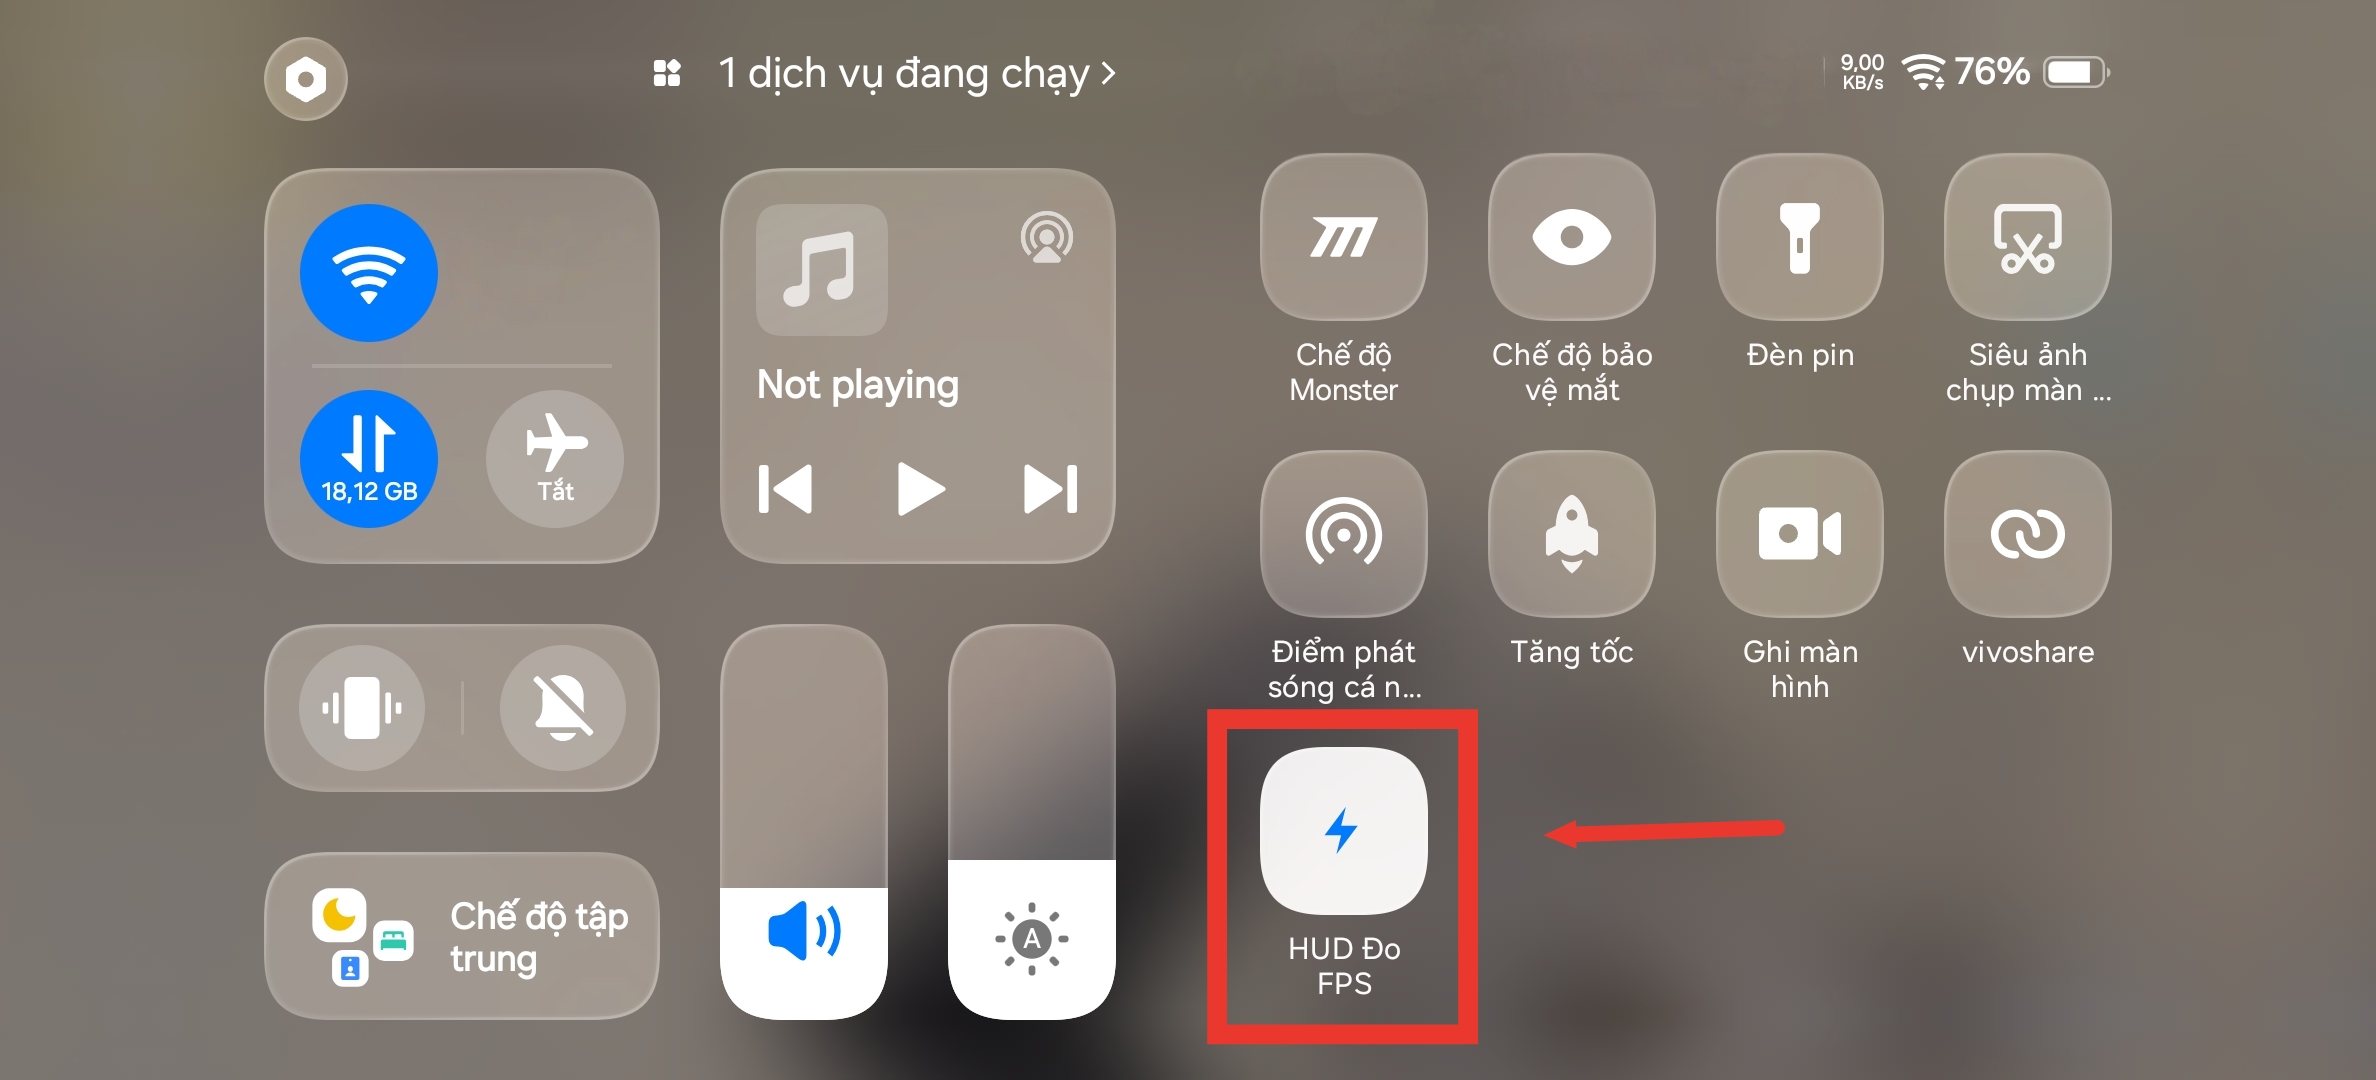 1 dịch vụ đang chạy
9,00
KB/s
76%
18,12 GB
Tắt
Not playing
Chế độ
Monster
Chế độ bảo
vệ mắt
Đèn pin
Siêu ảnh
chụp màn ...
Điểm phát
sóng cá n...
Tăng tốc
Ghi màn
hình
vivoshare
Chế độ tập
trung
A
HUD Đo
FPS